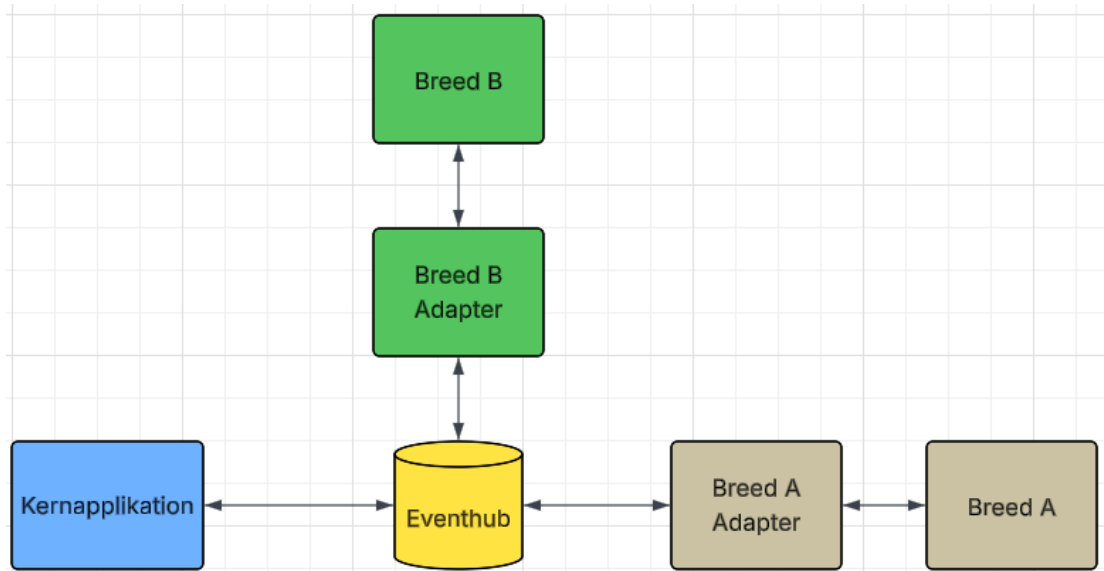 Breed B
Breed B
Adapter
Kernapplikation
Eventhub
Breed A
Adapter
Breed A